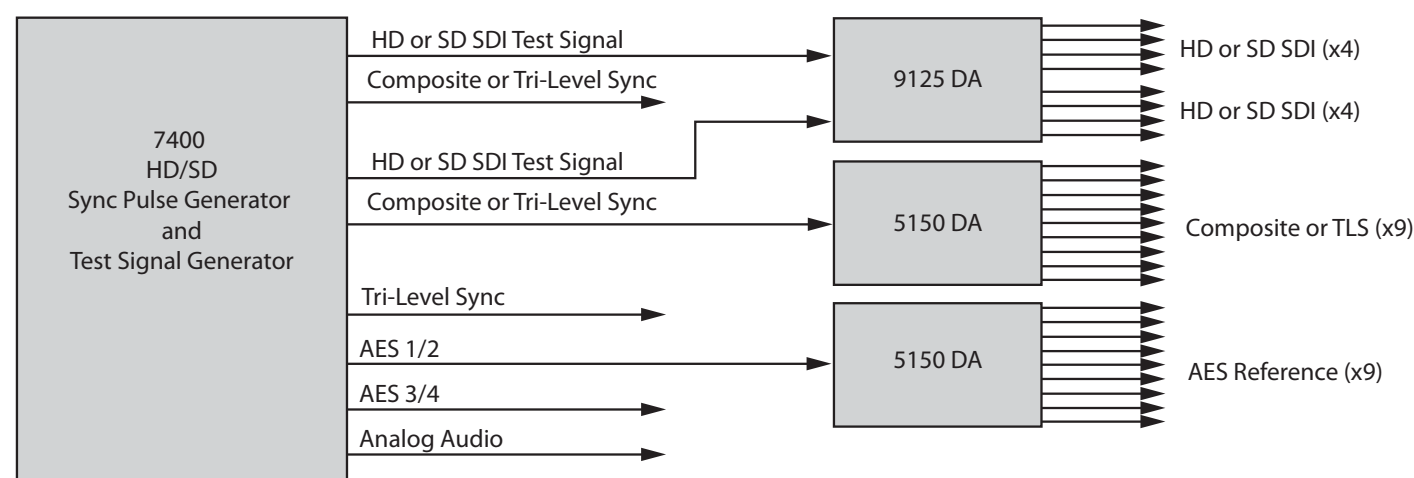 7400
HD/SD
Sync Pulse Generator
and
Test Signal Generator
HD or SD SDI Test Signal
Composite or Tri-Level Sync
HD or SD SDI Test Signal
Composite or Tri-Level Sync
Tri-Level Sync
AES 1/2
AES 3/4
Analog Audio
9125 DA
5150 DA
5150 DA
HD or SD SDI (x4)
HD or SD SDI (x4)
Composite or TLS (x9)
AES Reference (x9)